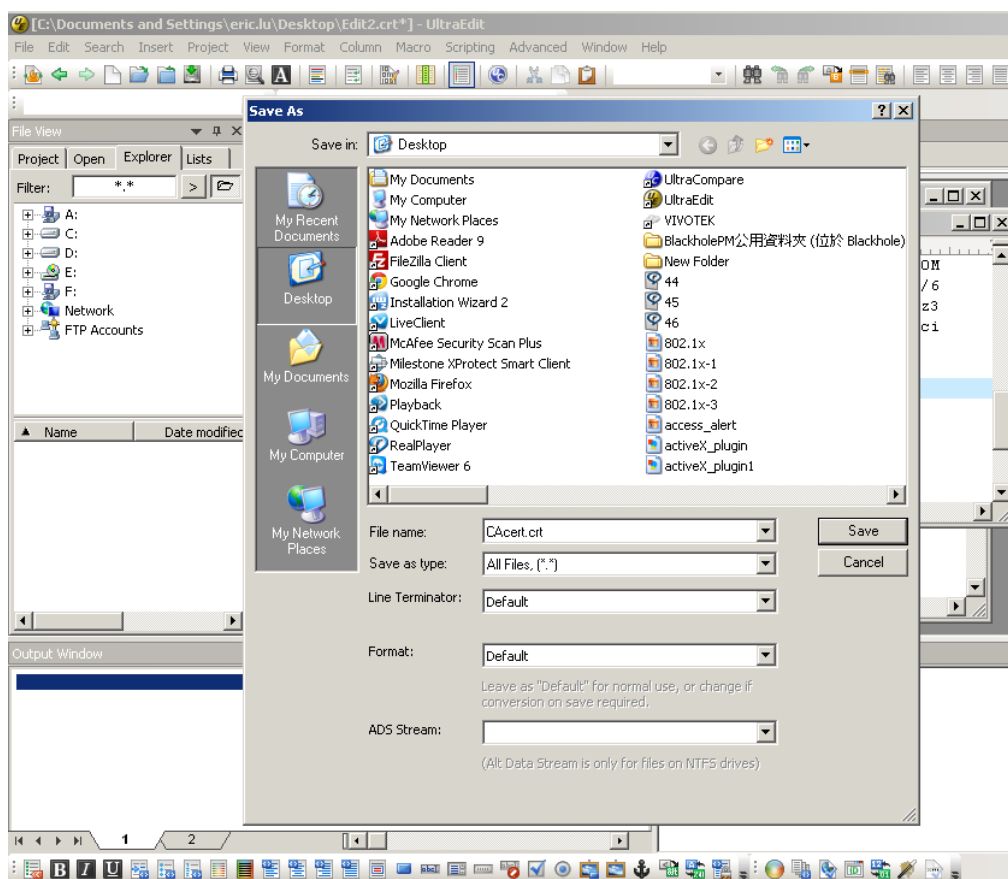 [C:\Documents and Settings\eric.lu\Desktop\Edit2.crt*] - UltraEdit
File Edit Search Insert Project View Format Column Macro Scripting Advanced Window Help
File View
Project Open Explorer Lists
Filter: *.* >
A:
C:
D:
E:
F:
Network
FTP Accounts
Name Date modified
Output Window
1 2
Save As
Save in: Desktop
My Recent Documents
Desktop
My Documents
My Computer
My Network Places
My Documents
My Computer
My Network Places
Adobe Reader 9
FileZilla Client
Google Chrome
Installation Wizard 2
LiveClient
McAfee Security Scan Plus
Milestone XProtect Smart Client
Mozilla Firefox
Playback
QuickTime Player
RealPlayer
TeamViewer 6
UltraCompare
UltraEdit
VIVOTEK
BlackholePM公用資料夾 (位於 Blackhole)
New Folder
44
45
46
802.1x
802.1x-1
802.1x-2
802.1x-3
access_alert
activeX_plugin
activeX_plugin1
File name: CAcert.crt Save
Save as type: All Files, (*.*) Cancel
Line Terminator: Default
Format: Default
Leave as "Default" for normal use, or change if
conversion on save required.
ADS Stream:
(Alt Data Stream is only for files on NTFS drives)
OM
/6
z3
ci